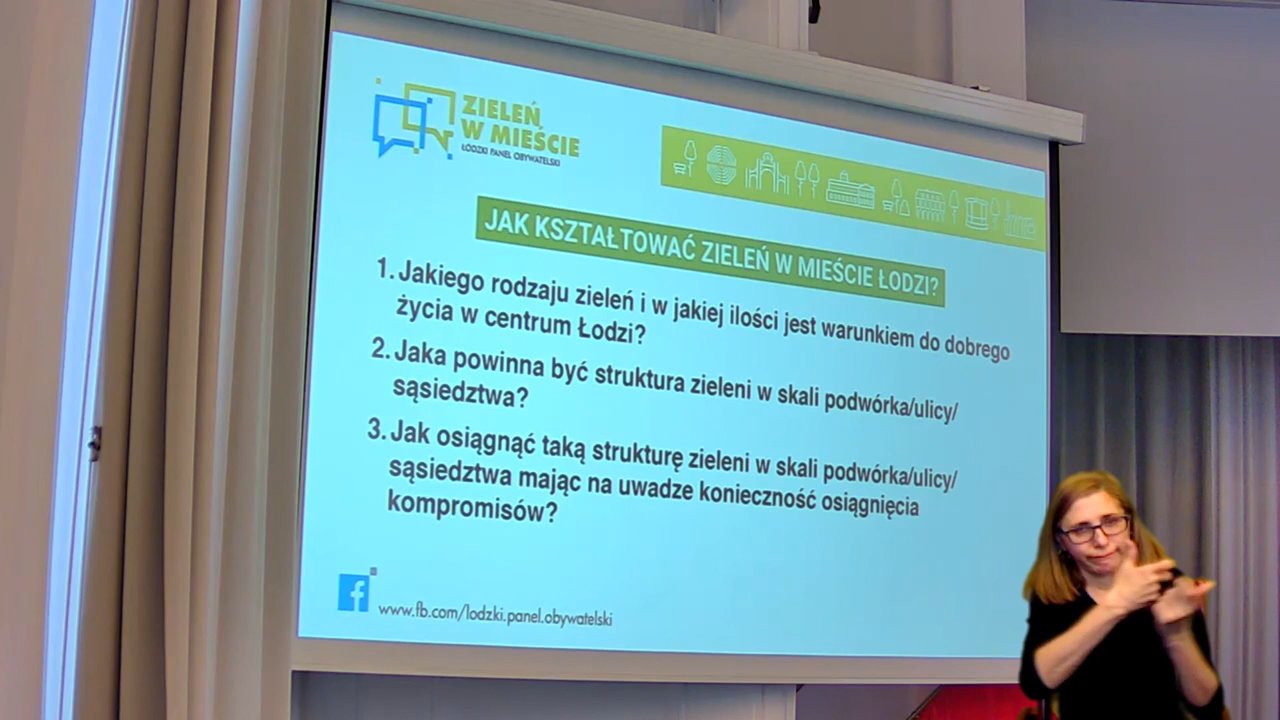 ZIELEŃ
W MIEŚCIE
ŁÓDZKI PANEL OBYWATELSKI
JAK KSZTAŁTOWAĆ ZIELEŃ W MIEŚCIE ŁODZI?
1. Jakiego rodzaju zieleń i w jakiej ilości jest warunkiem do dobrego
życia w centrum Łodzi?
2. Jaka powinna być struktura zieleni w skali podwórka/ulicy/
sąsiedztwa?
3. Jak osiągnąć taką strukturę zieleni w skali podwórka/ulicy/
sąsiedztwa mając na uwadze konieczność osiągnięcia
kompromisów?
www.fb.com/lodzki.panel.obywatelski